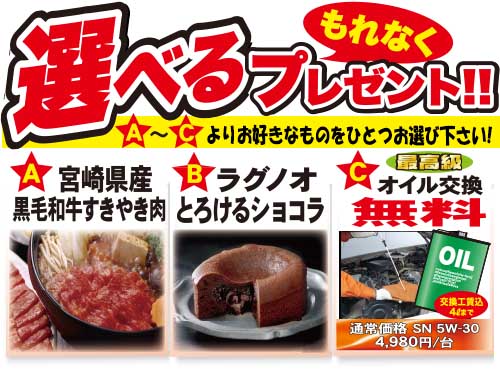 もれなく
選べるプレゼント!!
A～Cよりお好きなものをひとつお選び下さい!
A 宮崎県産
黒毛和牛すきやき肉
B ラグノオ
とろけるショコラ
C 最高級
オイル交換
無料
OIL
交換工賃込
4ℓまで
通常価格 SN 5W-30
4,980円/台